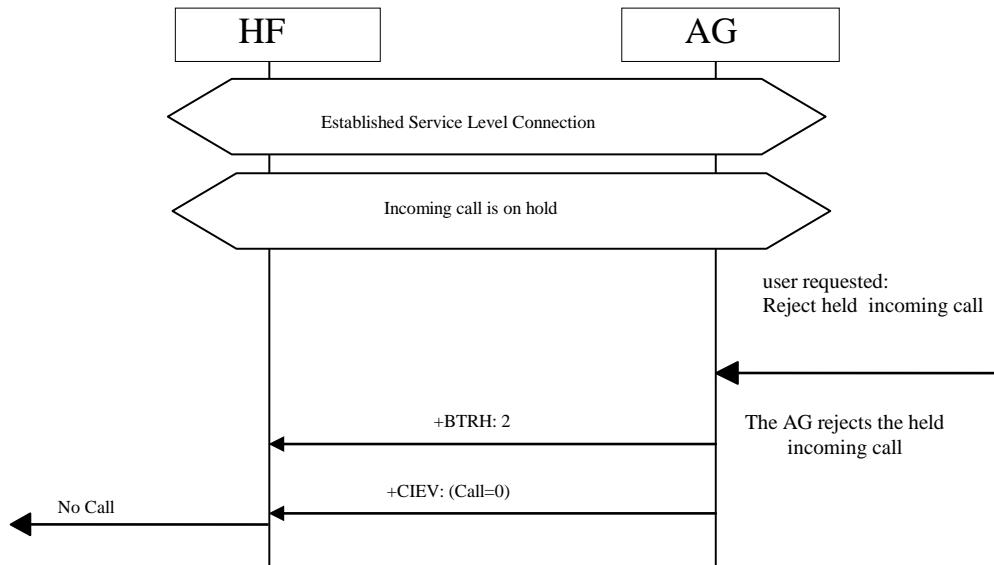 HF
AG
Established Service Level Connection
Incoming call is on hold
user requested:
Reject held incoming call
+BTRH: 2
The AG rejects the held
incoming call
+CIEV: (Call=0)
No Call